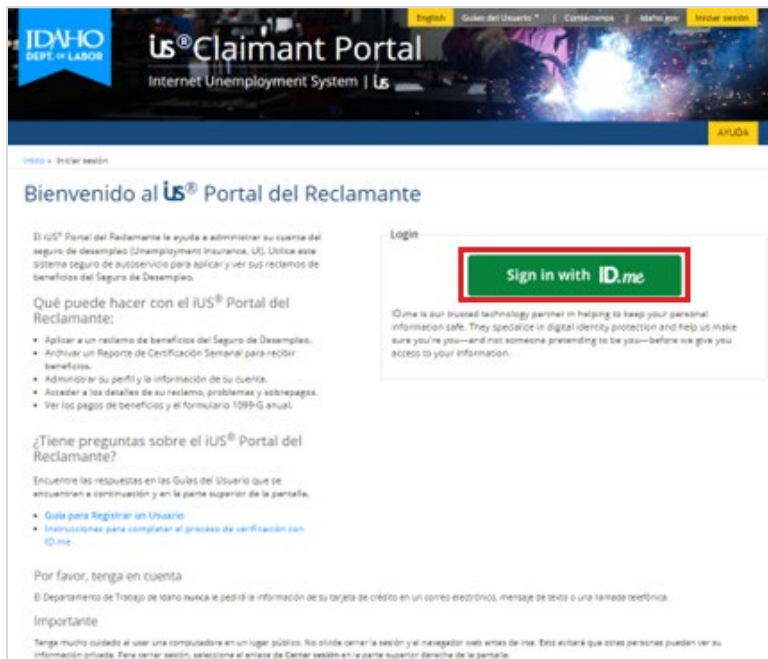 IDAHO
DEPT. OF LABOR
English
Guías del Usuario
Contáctenos
Idaho.gov
Iniciar sesión
ius®Claimant Portal
Internet Unemployment System | ius
AYUDA
Inicio » Iniciar sesión
Bienvenido al ius® Portal del Reclamante
El iUS® Portal del Reclamante le ayuda a administrar su cuenta del
seguro de desempleo (Unemployment Insurance, UI). Utilice este
sistema seguro de autoservicio para aplicar y ver sus reclamos de
beneficios del Seguro de Desempleo.
Qué puede hacer con el iUS® Portal del
Reclamante:
• Aplicar a un reclamo de beneficios del Seguro de Desempleo.
• Archivar un Reporte de Certificación Semanal para recibir
beneficios.
• Administrar su perfil y la información de su cuenta.
• Acceder a los detalles de su reclamo, problemas y sobrepagos.
• Ver los pagos de beneficios y el formulario 1099-G anual.
¿Tiene preguntas sobre el iUS® Portal del
Reclamante?
Encuentre las respuestas en las Guías del Usuario que se
encuentran a continuación y en la parte superior de la pantalla.
• Guía para Registrar un Usuario
• Instrucciones para completar el proceso de verificación con
ID.me
Login
Sign in with ID.me
ID.me is our trusted technology partner in helping to keep your personal
information safe. They specialize in digital identity protection and help us make
sure you're you—and not someone pretending to be you—before we give you
access to your information.
Por favor, tenga en cuenta
El Departamento de Trabajo de Idaho nunca le pedirá la información de su tarjeta de crédito en un correo electrónico, mensaje de texto o una llamada telefónica.
Importante
Tenga mucho cuidado al usar una computadora en un lugar público. No olvide cerrar la sesión y el navegador web antes de irse. Esto evitará que otras personas puedan ver su
información privada. Para cerrar sesión, seleccione el enlace de Cerrar sesión en la parte superior derecha de la pantalla.